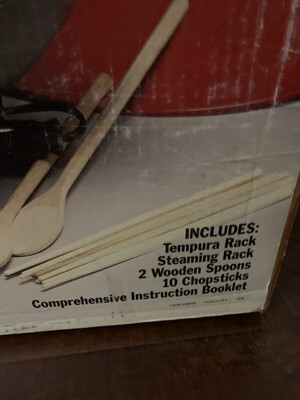 INCLUDES:
Tempura Rack
Steaming Rack
2 Wooden Spoons
10 Chopsticks
Comprehensive Instruction Booklet